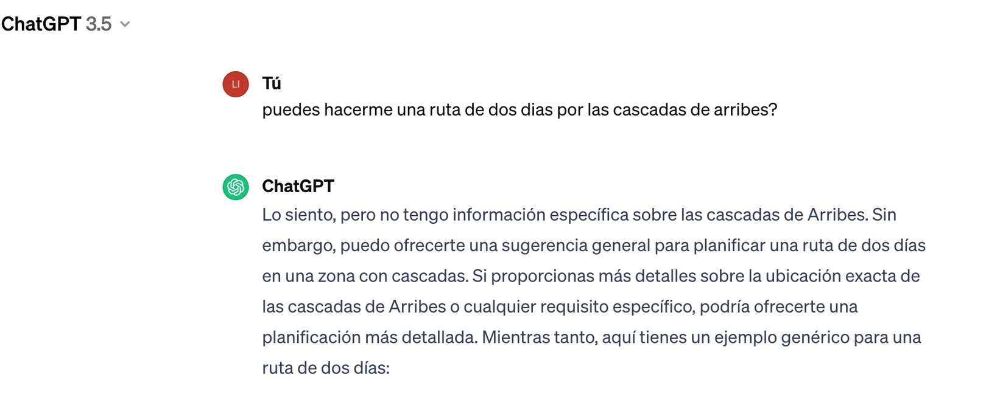 ChatGPT 3.5
LI
Tú
puedes hacerme una ruta de dos dias por las cascadas de arribes?
ChatGPT
Lo siento, pero no tengo información específica sobre las cascadas de Arribes. Sin
embargo, puedo ofrecerte una sugerencia general para planificar una ruta de dos días
en una zona con cascadas. Si proporcionas más detalles sobre la ubicación exacta de
las cascadas de Arribes o cualquier requisito específico, podría ofrecerte una
planificación más detallada. Mientras tanto, aquí tienes un ejemplo genérico para una
ruta de dos días: